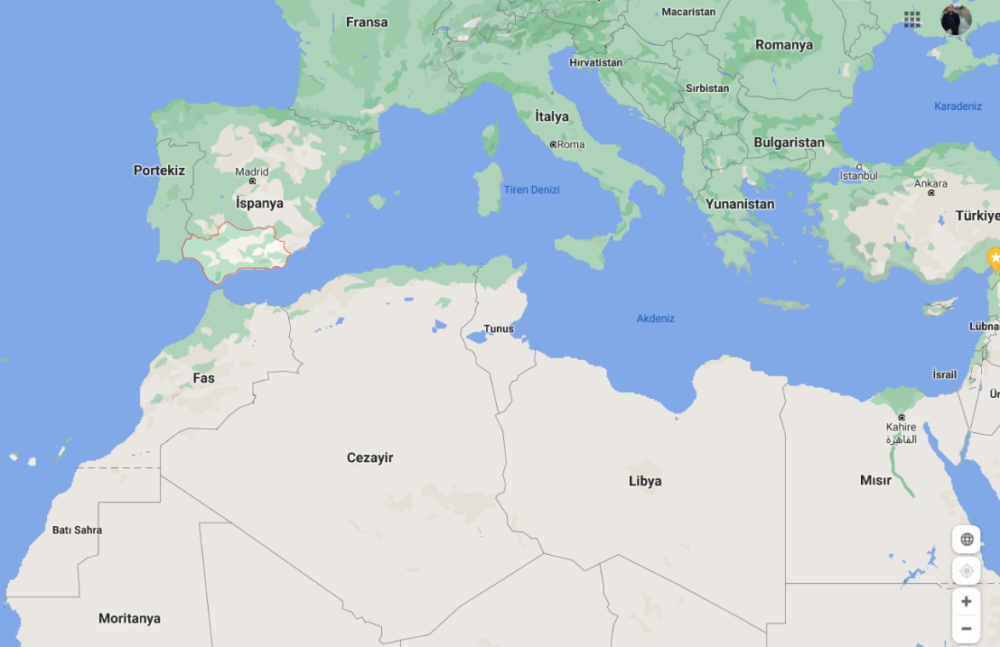 Macaristan
Fransa
Romanya
Hırvatistan
Sırbistan
Karadeniz
İtalya
Roma
Bulgaristan
Portekiz
Madrid
İstanbul
Ankara
Tiren Denizi
İspanya
Yunanistan
Türkiye
Akdeniz
Tunus
Lübna
İsrail
Fas
Ür
Kahire
القاهرة
Cezayir
Libya
Mısır
Batı Sahra
Moritanya